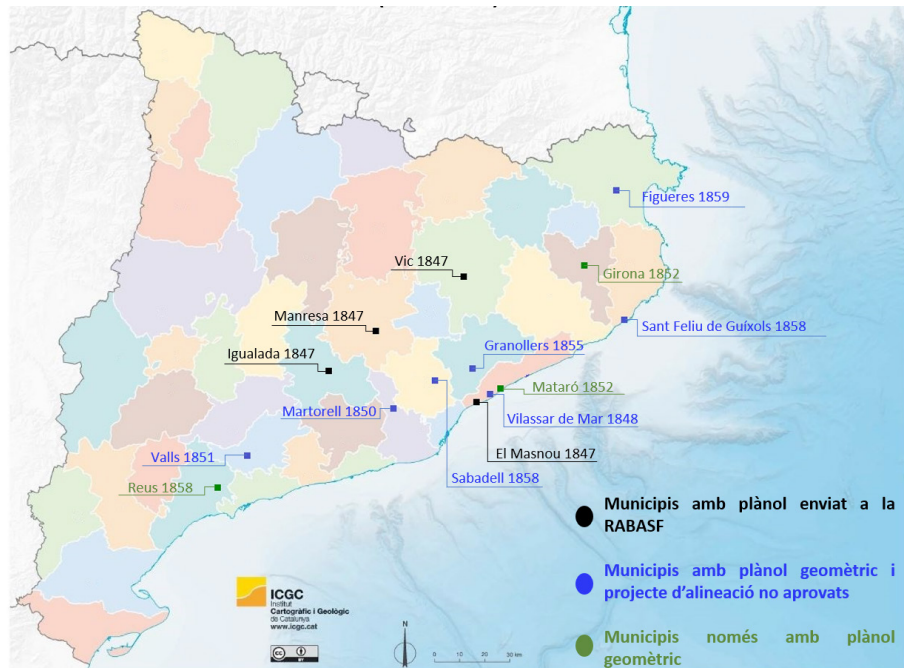 Figueres 1859
Vic 1847
Girona 1852
Manresa 1847
Sant Feliu de Guíxols 1858
Igualada 1847
Granollers 1855
Martorell 1850
Mataró 1852
Vilassar de Mar 1848
Valls 1851
El Masnou 1847
Reus 1858
Sabadell 1858
Municipis amb plànol enviat a la
RABASF
Municipis amb plànol geomètric i
projecte d'alineació no aprovats
Municipis només amb plànol
geomètric
ICGC
Institut
Cartogràfic i Geològic
de Catalunya
www.icgc.cat
cc BY
N
0 10 20 30 km